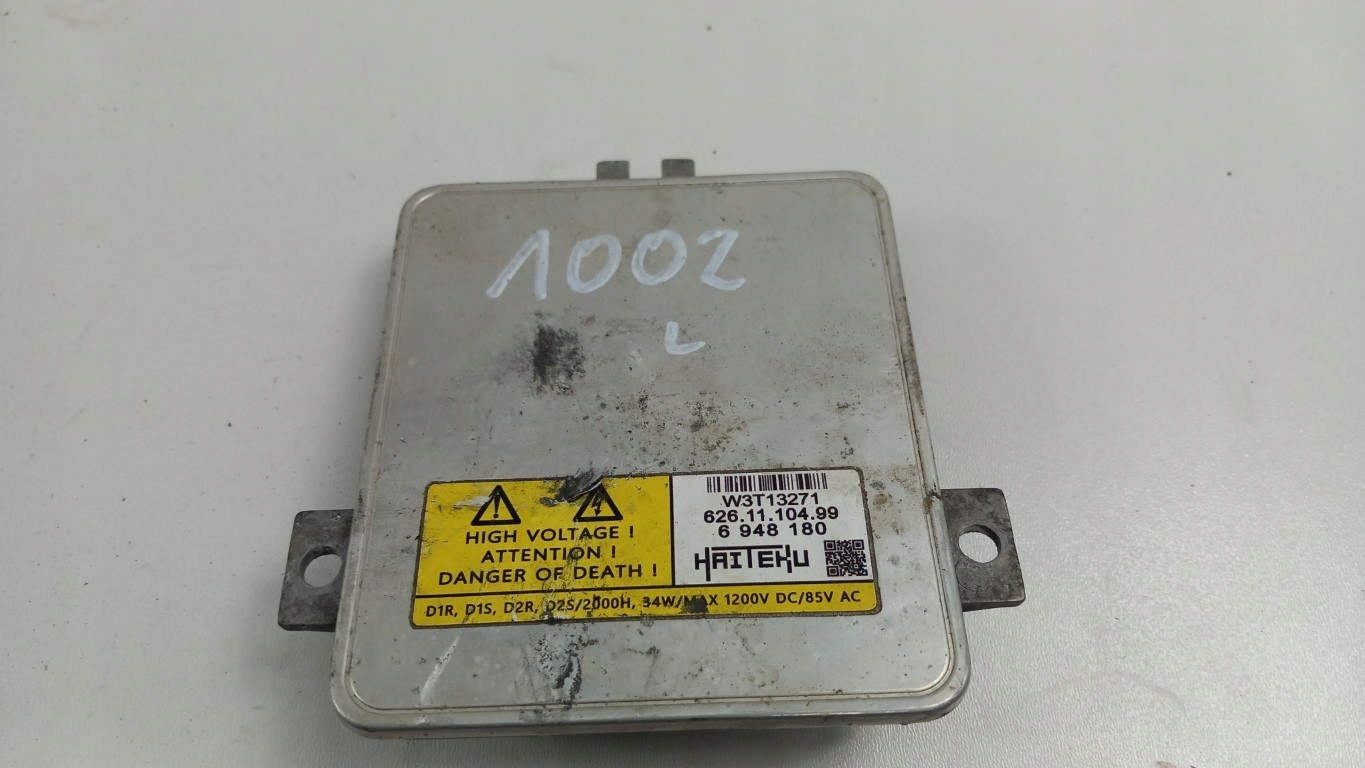 1002
L
W3T13271
626.11.104.99
6 948 180
HAITEKU
HIGH VOLTAGE !
ATTENTION !
DANGER OF DEATH !
D1R, D1S, D2R, D2S/2000H, 34W/MAX 1200V DC/85V AC